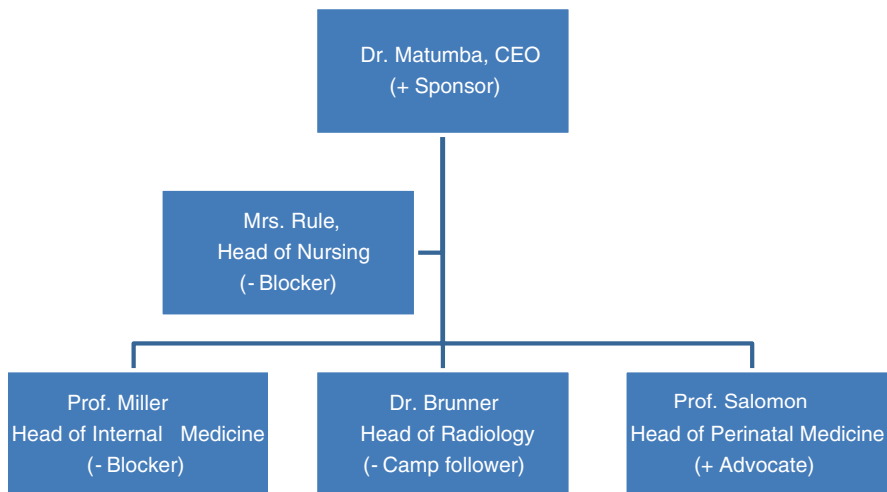 Dr. Matumba, CEO
(+ Sponsor)
Mrs. Rule,
Head of Nursing
(- Blocker)
Prof. Miller
Head of Internal Medicine
(- Blocker)
Dr. Brunner
Head of Radiology
(- Camp follower)
Prof. Salomon
Head of Perinatal Medicine
(+ Advocate)